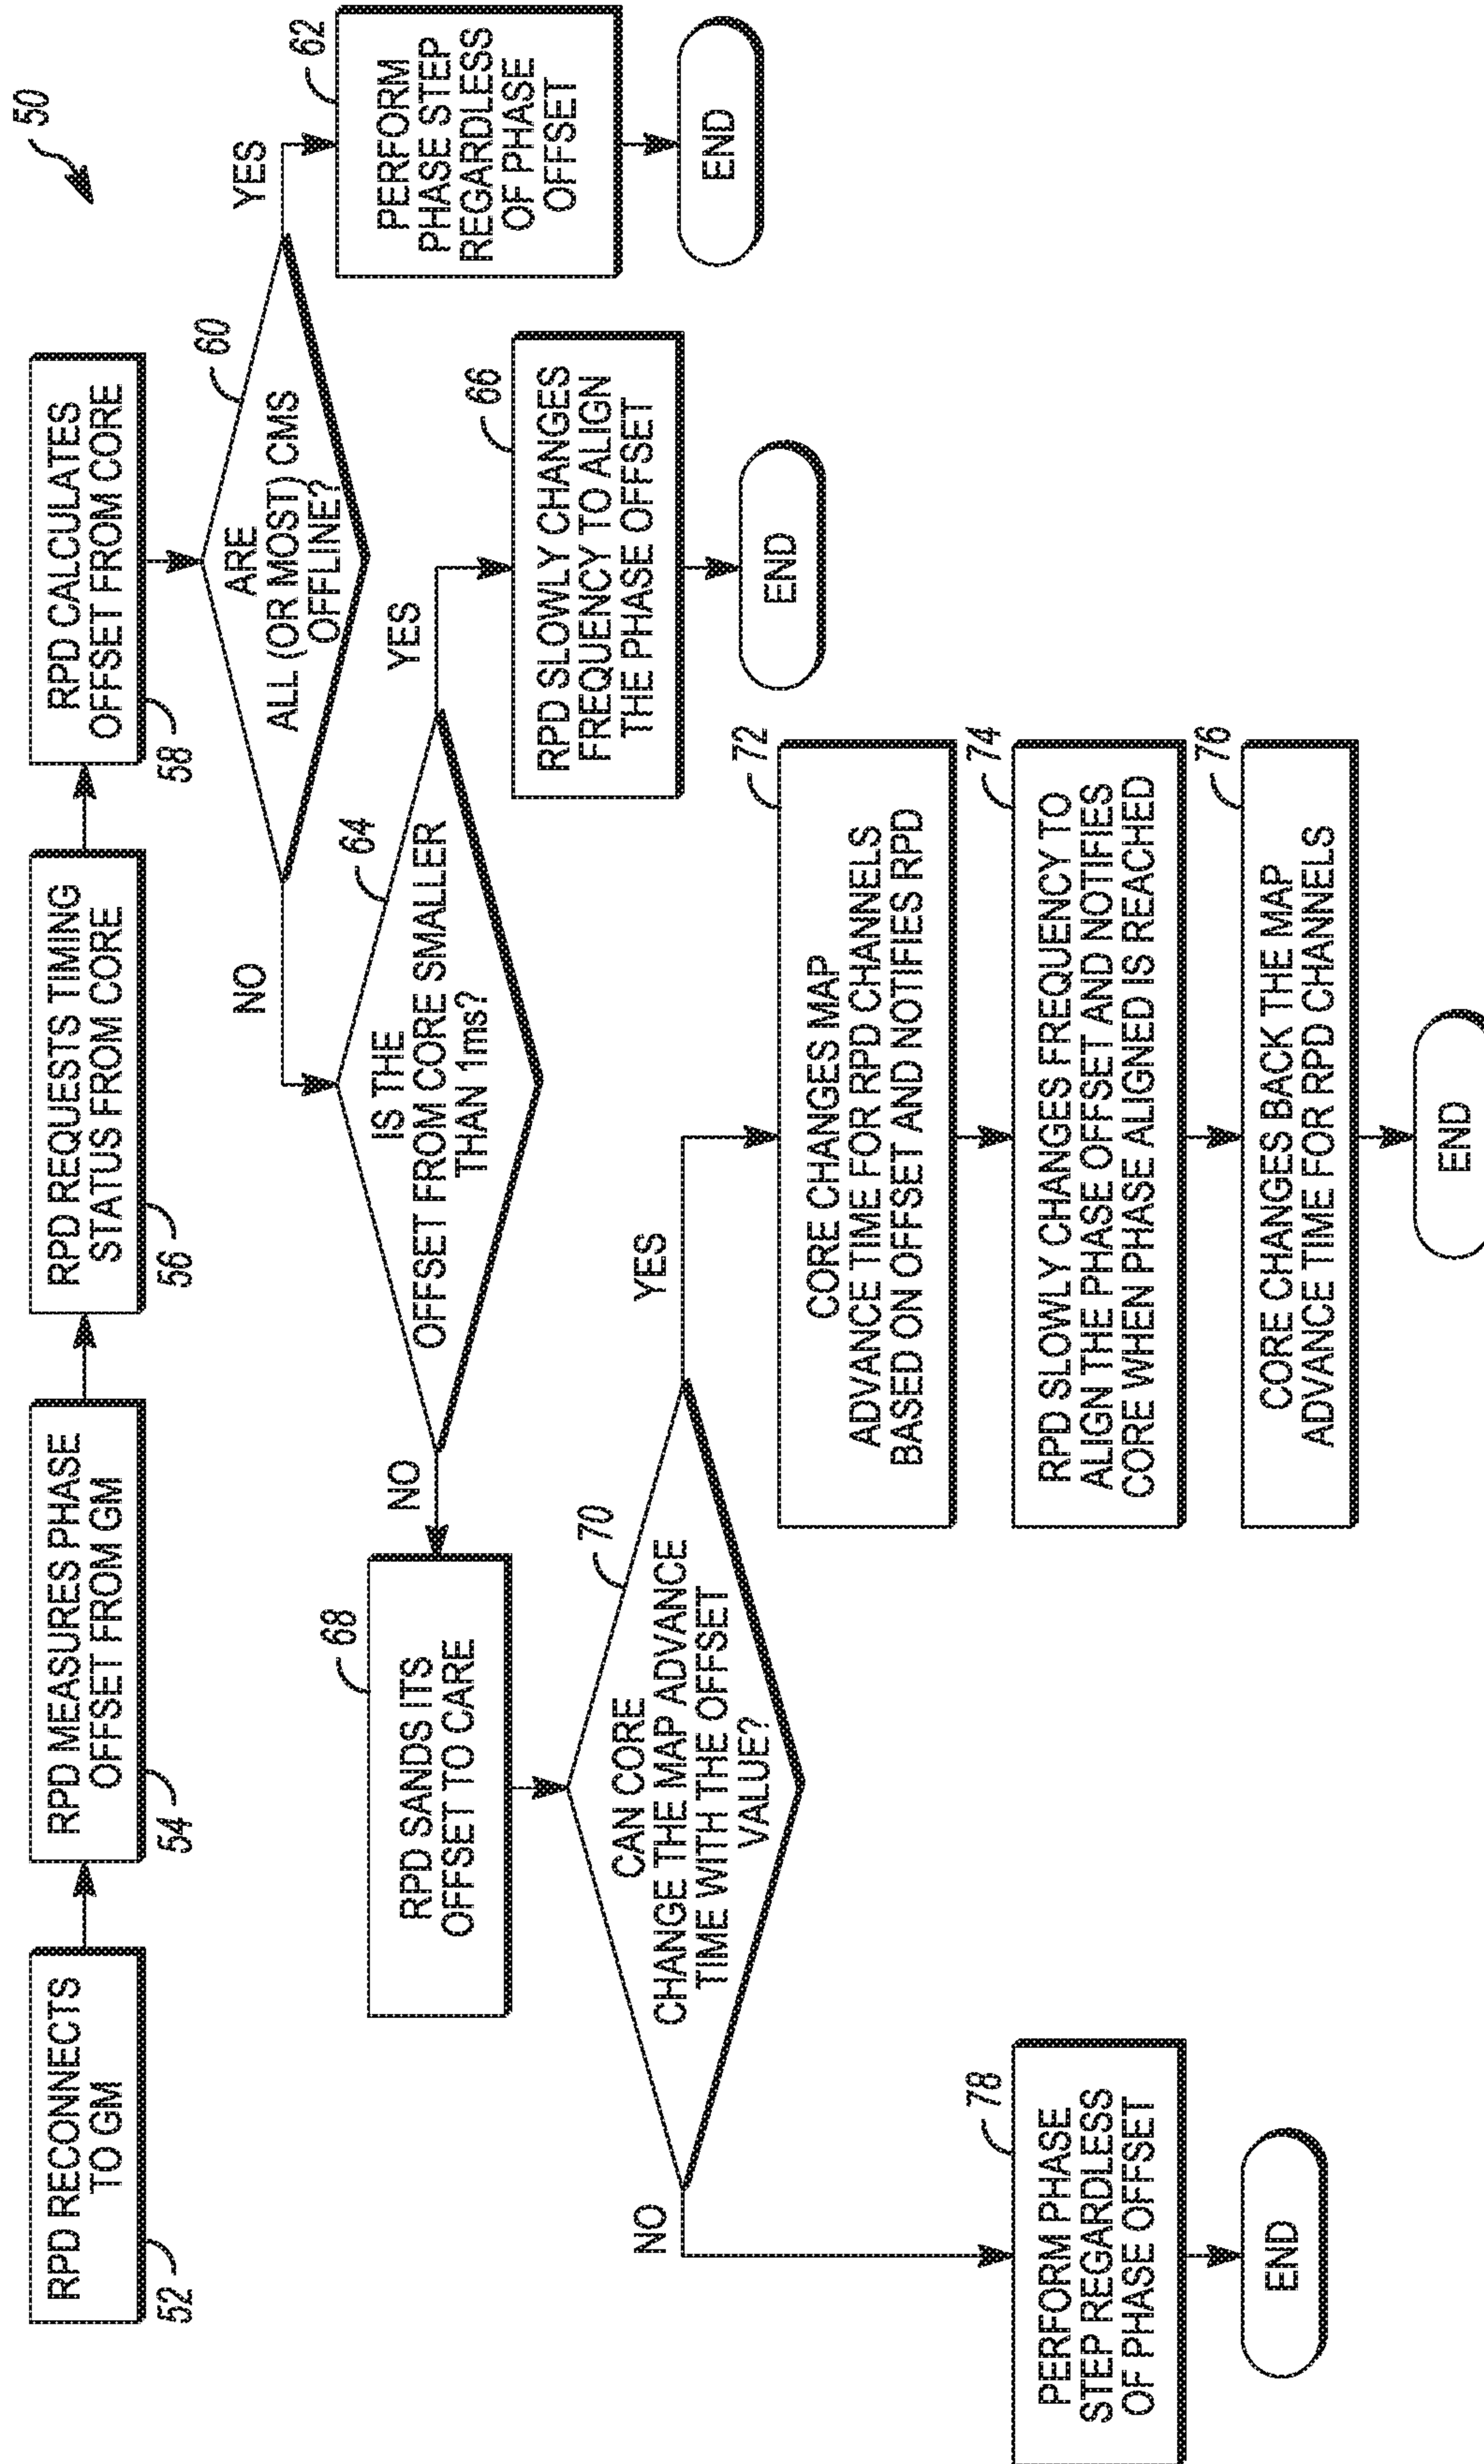 50
RPD RECONNECTS
TO GM
52
RPD MEASURES PHASE
OFFSET FROM GM
54
RPD REQUESTS TIMING
STATUS FROM CORE
56
RPD CALCULATES
OFFSET FROM CORE
58
ARE
ALL (OR MOST) CMS
OFFLINE?
60
YES
PERFORM
PHASE STEP
REGARDLESS
OF PHASE
OFFSET
62
END
NO
IS THE
OFFSET FROM CORE SMALLER
THAN 1ms?
64
YES
RPD SLOWLY CHANGES
FREQUENCY TO ALIGN
THE PHASE OFFSET
66
END
NO
RPD SANDS ITS
OFFSET TO CARE
68
CAN CORE
CHANGE THE MAP ADVANCE
TIME WITH THE OFFSET
VALUE?
70
YES
CORE CHANGES MAP
ADVANCE TIME FOR RPD CHANNELS
BASED ON OFFSET AND NOTIFIES RPD
72
RPD SLOWLY CHANGES FREQUENCY TO
ALIGN THE PHASE OFFSET AND NOTIFIES
CORE WHEN PHASE ALIGNED IS REACHED
74
CORE CHANGES BACK THE MAP
ADVANCE TIME FOR RPD CHANNELS
76
END
NO
PERFORM PHASE
STEP REGARDLESS
OF PHASE OFFSET
78
END